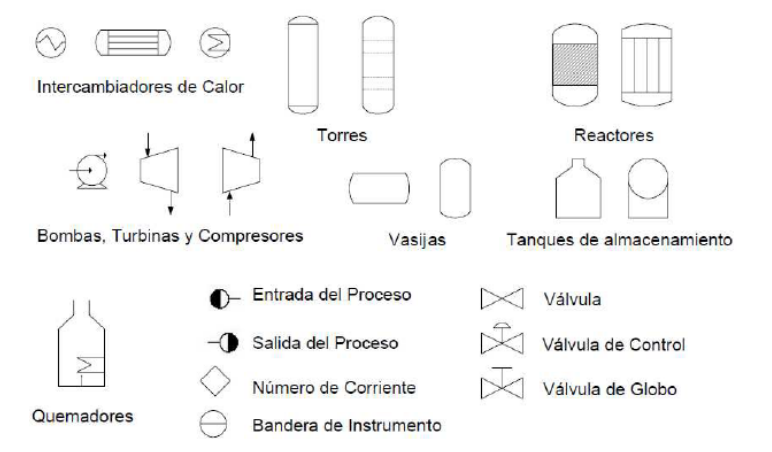 Intercambiadores de Calor
Torres
Reactores
Bombas, Turbinas y Compresores
Vasijas
Tanques de almacenamiento
Entrada del Proceso
Válvula
Salida del Proceso
Válvula de Control
Número de Corriente
Válvula de Globo
Quemadores
Bandera de Instrumento